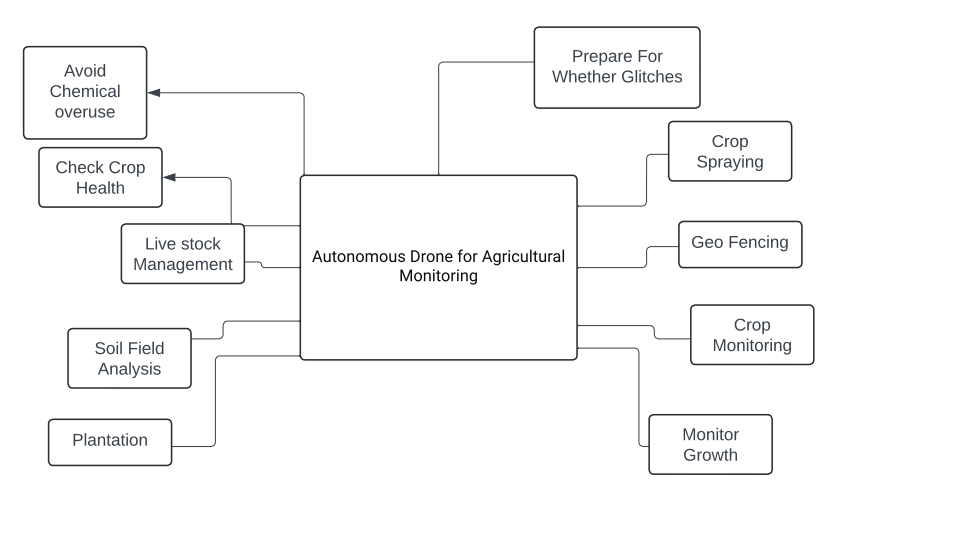 Prepare For
Whether Glitches
Avoid
Chemical
overuse
Crop
Spraying
Check Crop
Health
Live stock
Management
Geo Fencing
Autonomous Drone for Agricultural
Monitoring
Crop
Monitoring
Soil Field
Analysis
Plantation
Monitor
Growth